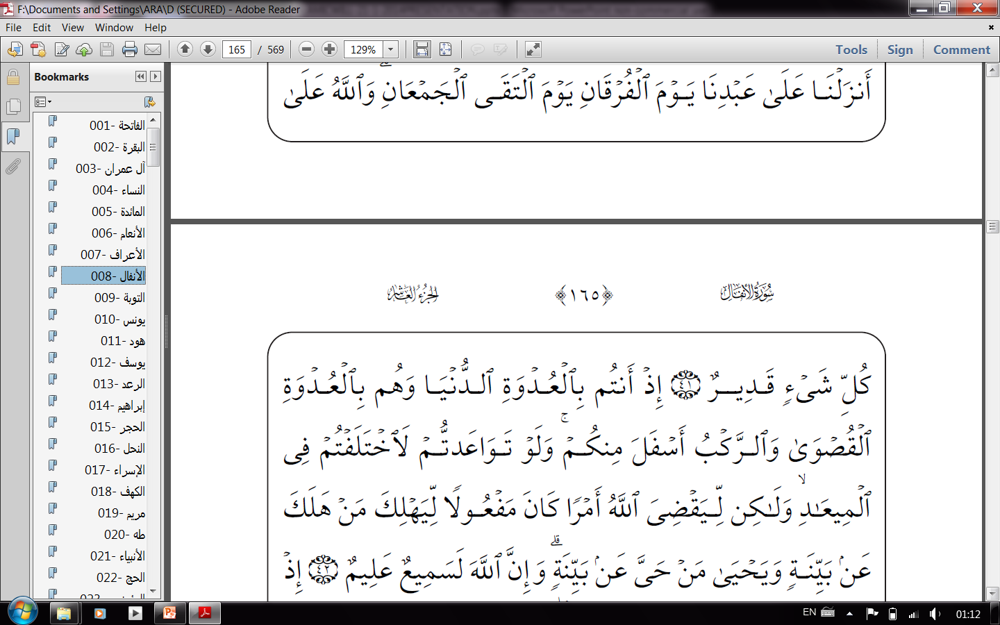 F:\Documents and Settings\ARA\D (SECURED) - Adobe Reader
File Edit View Window Help
165 / 569 129% Tools Sign Comment
Bookmarks
001- الفاتحة
002- البقرة
003- آل عمران
004- النساء
005- المائدة
006- الأنعام
007- الأعراف
008- الأنفال
009- التوبة
010- يونس
011- هود
012- يوسف
013- الرعد
014- إبراهيم
015- الحجر
016- النحل
017- الإسراء
018- الكهف
019- مريم
020- طه
021- الأنبياء
022- الحج
أَنزَلۡنَا عَلَىٰ عَبۡدِنَا يَوۡمَ ٱلۡفُرۡقَانِ يَوۡمَ ٱلۡتَقَى ٱلۡجَمۡعَانِۗ وَٱللَّهُ عَلَىٰ
سُورَةُ الأَنفَالِ ﴿١٦٥﴾ الجُزءُ العَاشِرُ
كُلِّ شَىۡءٖ قَدِيرٌ ٤١ إِذۡ أَنتُم بِٱلۡعُدۡوَةِ ٱلدُّنۡيَا وَهُم بِٱلۡعُدۡوَةِ
ٱلۡقُصۡوَىٰ وَٱلرَّكۡبُ أَسۡفَلَ مِنكُمۡۚ وَلَوۡ تَوَاعَدتُّمۡ لَٱخۡتَلَفۡتُمۡ فِى
ٱلۡمِيعَٰدِۙ وَلَٰكِن لِّيَقۡضِىَ ٱللَّهُ أَمۡرٗا كَانَ مَفۡعُولٗا لِّيَهۡلِكَ مَنۡ هَلَكَ
عَنۢ بَيِّنَةٖ وَيَحۡيَىٰ مَنۡ حَىَّ عَنۢ بَيِّنَةٖۗ وَإِنَّ ٱللَّهَ لَسَمِيعٌ عَلِيمٌ ٤٢ إِذۡ
EN 01:12